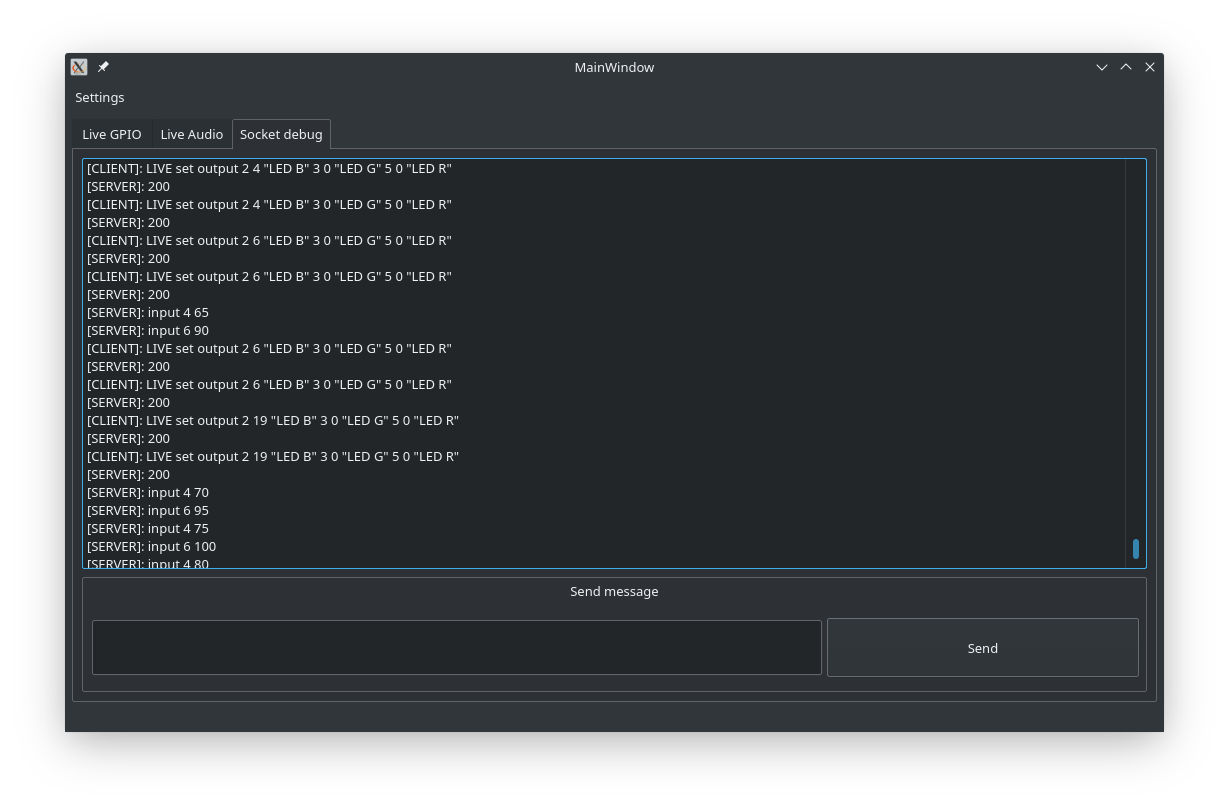 MainWindow
Settings
Live GPIO Live Audio Socket debug
[CLIENT]: LIVE set output 2 4 "LED B" 3 0 "LED G" 5 0 "LED R"
[SERVER]: 200
[CLIENT]: LIVE set output 2 4 "LED B" 3 0 "LED G" 5 0 "LED R"
[SERVER]: 200
[CLIENT]: LIVE set output 2 6 "LED B" 3 0 "LED G" 5 0 "LED R"
[SERVER]: 200
[CLIENT]: LIVE set output 2 6 "LED B" 3 0 "LED G" 5 0 "LED R"
[SERVER]: 200
[SERVER]: input 4 65
[SERVER]: input 6 90
[CLIENT]: LIVE set output 2 6 "LED B" 3 0 "LED G" 5 0 "LED R"
[SERVER]: 200
[CLIENT]: LIVE set output 2 6 "LED B" 3 0 "LED G" 5 0 "LED R"
[SERVER]: 200
[CLIENT]: LIVE set output 2 19 "LED B" 3 0 "LED G" 5 0 "LED R"
[SERVER]: 200
[CLIENT]: LIVE set output 2 19 "LED B" 3 0 "LED G" 5 0 "LED R"
[SERVER]: 200
[SERVER]: input 4 70
[SERVER]: input 6 95
[SERVER]: input 4 75
[SERVER]: input 6 100
[SERVER]: input 4 80
Send message
Send